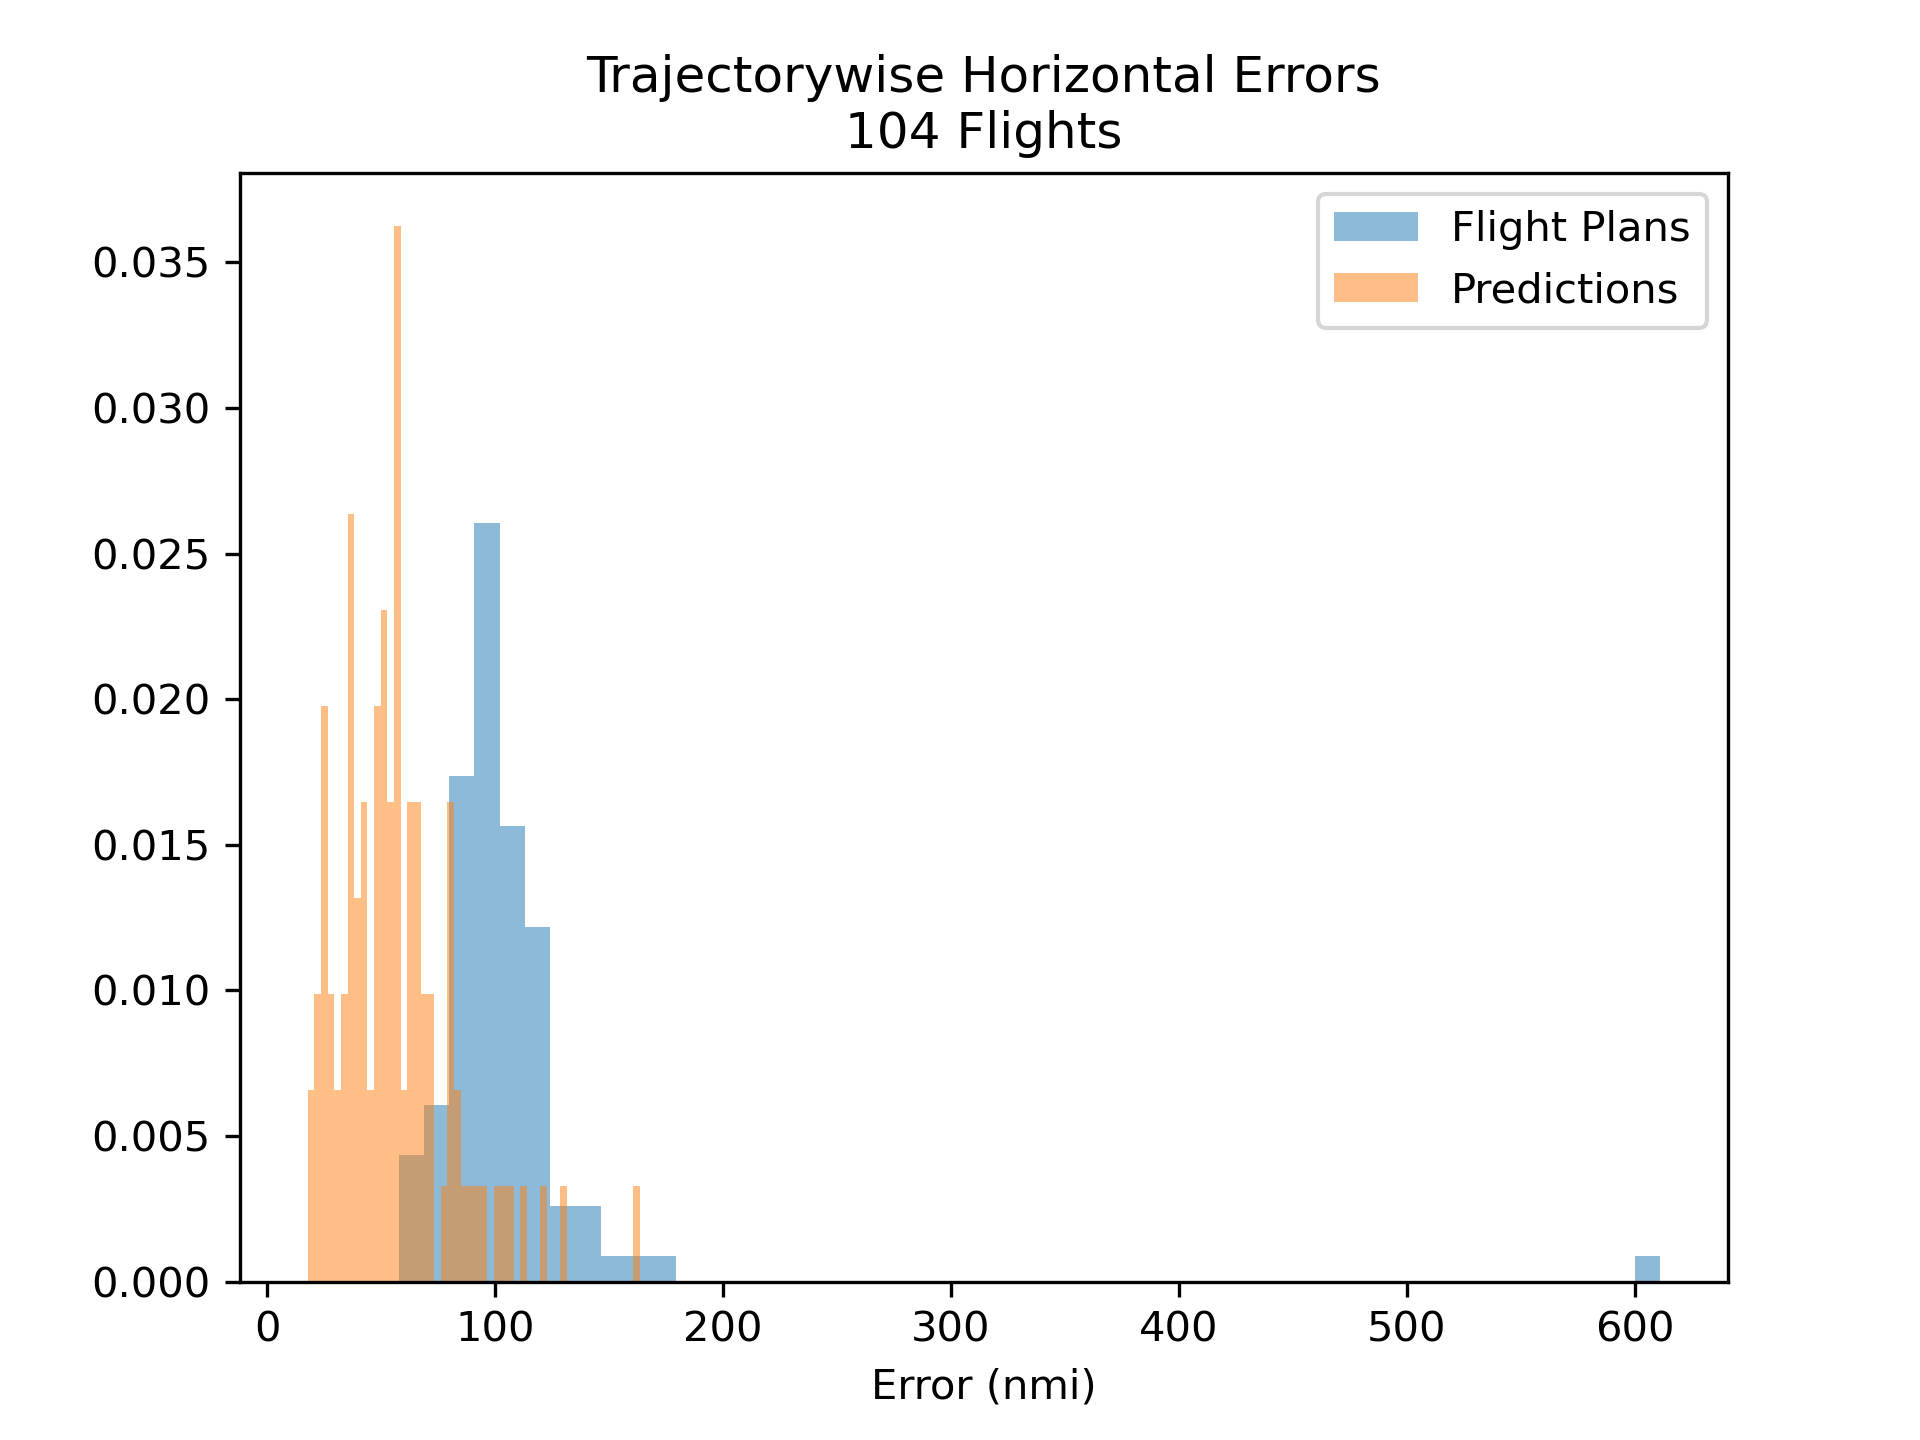 Trajectorywise Horizontal Errors
104 Flights
Flight Plans
Predictions
0.035
0.030
0.025
0.020
0.015
0.010
0.005
0.000
0 100 200 300 400 500 600
Error (nmi)